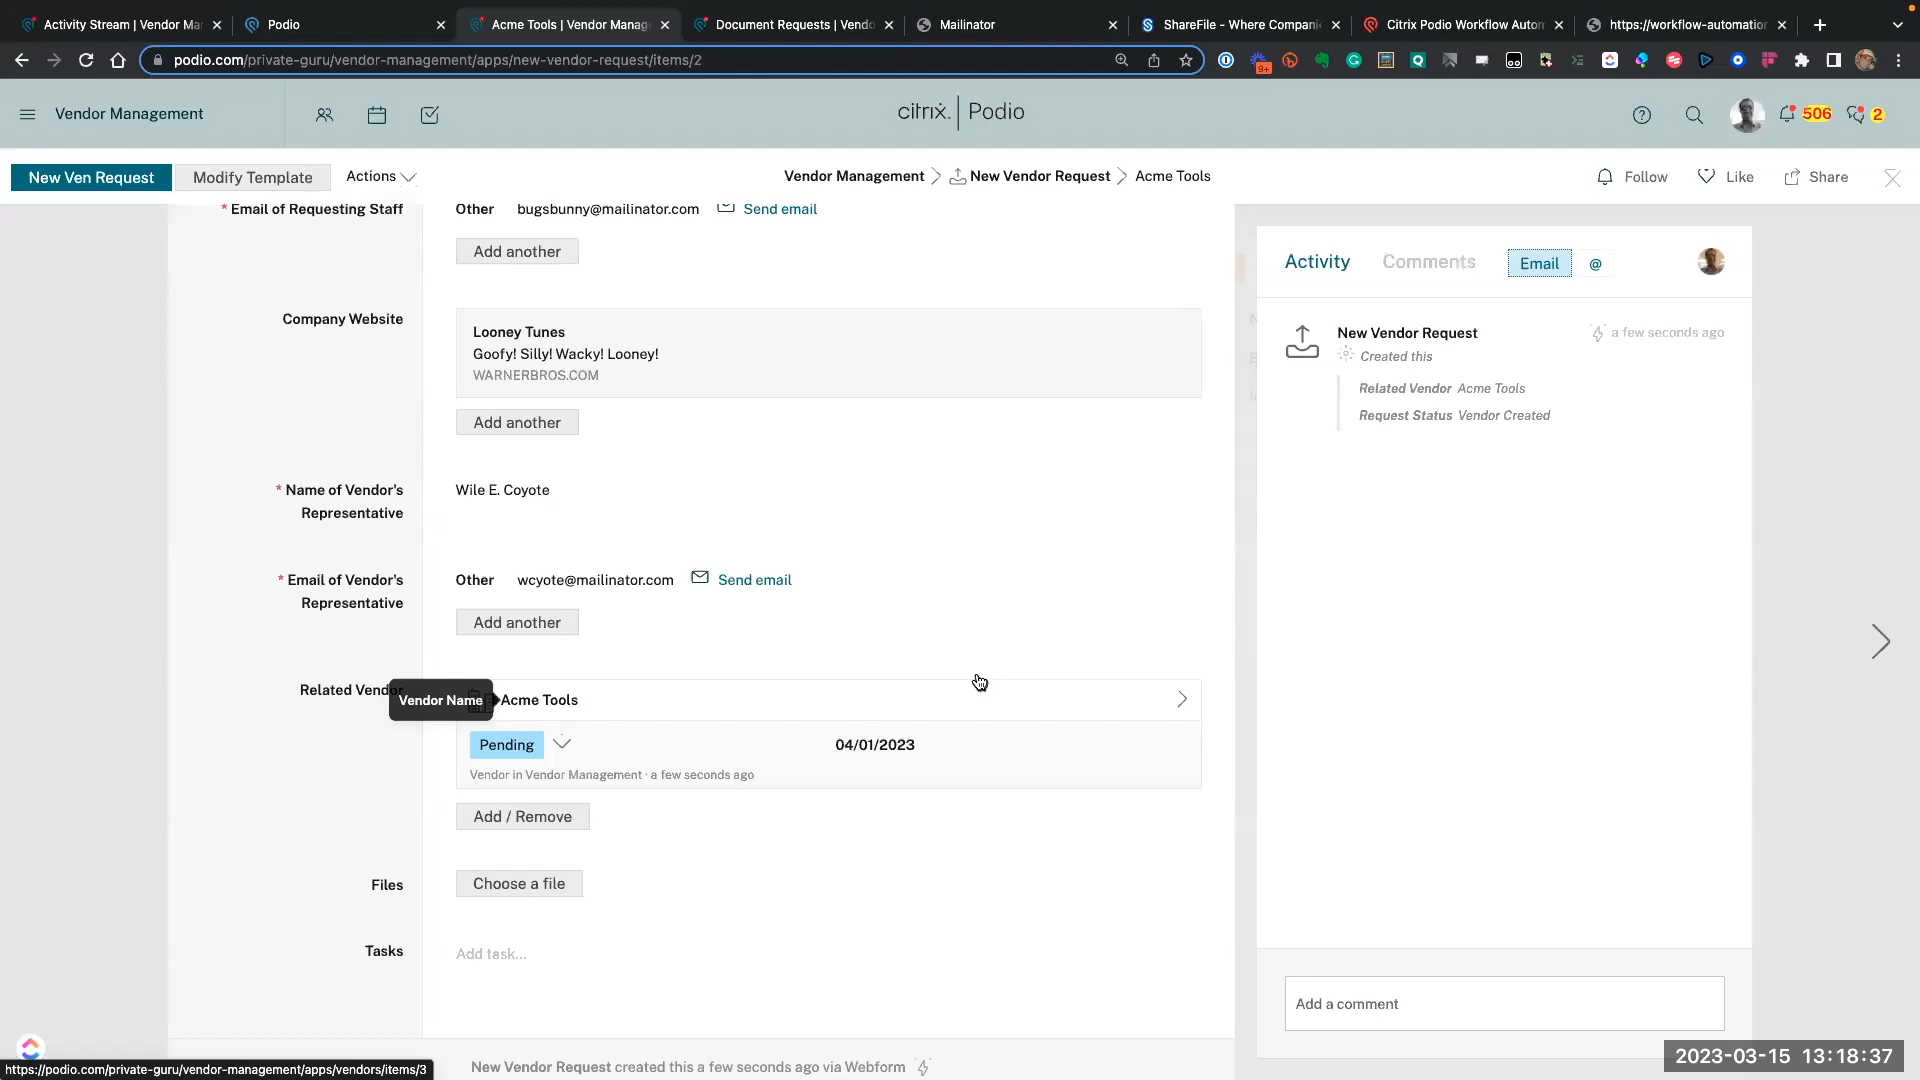 Activity Stream | Vendor Ma
Podio
Acme Tools | Vendor Manag
Document Requests | Vendo
Mailinator
ShareFile - Where Compani
Citrix Podio Workflow Autom
https://workflow-automation
podio.com/private-guru/vendor-management/apps/new-vendor-request/items/2
9+
Vendor Management
citrix. | Podio
506
2
New Ven Request
Modify Template
Actions
Vendor Management
New Vendor Request
Acme Tools
Follow
Like
Share
* Email of Requesting Staff
Other bugsbunny@mailinator.com Send email
Add another
Company Website
Looney Tunes
Goofy! Silly! Wacky! Looney!
WARNERBROS.COM
Add another
* Name of Vendor's
Representative
Wile E. Coyote
* Email of Vendor's
Representative
Other wcyote@mailinator.com Send email
Add another
Related Vendor
Vendor Name
Acme Tools
Pending
04/01/2023
Vendor in Vendor Management · a few seconds ago
Add / Remove
Files
Choose a file
Tasks
Add task...
New Vendor Request created this a few seconds ago via Webform
Activity
Comments
Email
@
New Vendor Request
a few seconds ago
Created this
Related Vendor Acme Tools
Request Status Vendor Created
Add a comment
https://podio.com/private-guru/vendor-management/apps/vendors/items/3
2023-03-15 13:18:37